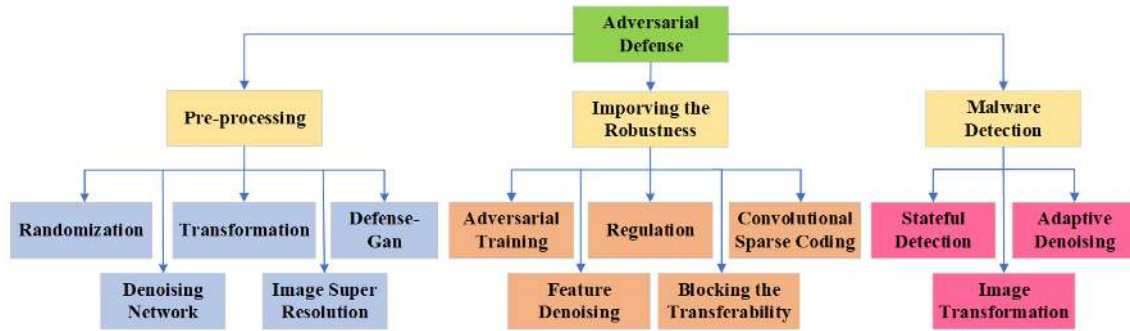 Adversarial
Defense
Pre-processing
Imporving the
Robustness
Malware
Detection
Randomization
Transformation
Defense-
Gan
Adversarial
Training
Regulation
Convolutional
Sparse Coding
Stateful
Detection
Adaptive
Denoising
Denoising
Network
Image Super
Resolution
Feature
Denoising
Blocking the
Transferability
Image
Transformation